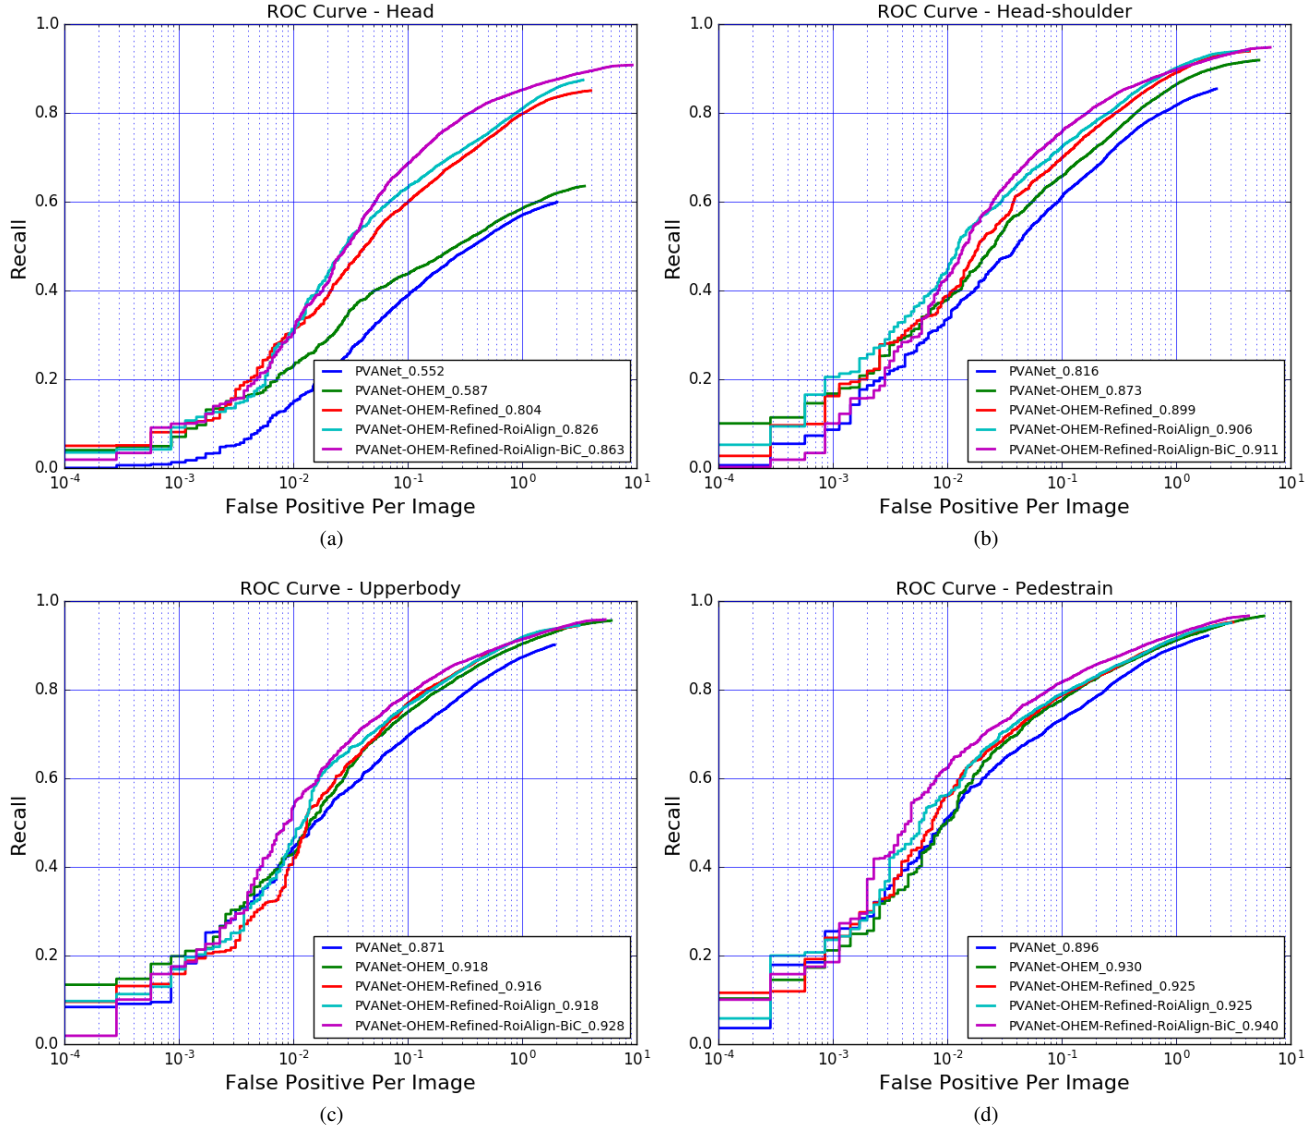 ROC Curve - Head
1.0
0.8
0.6
0.4
0.2
0.0
Recall
PVANet_0.552
PVANet-OHEM_0.587
PVANet-OHEM-Refined_0.804
PVANet-OHEM-Refined-RoiAlign_0.826
PVANet-OHEM-Refined-RoiAlign-BiC_0.863
10^-4 10^-3 10^-2 10^-1 10^0 10^1
False Positive Per Image
(a)
ROC Curve - Head-shoulder
1.0
0.8
0.6
0.4
0.2
0.0
Recall
PVANet_0.816
PVANet-OHEM_0.873
PVANet-OHEM-Refined_0.899
PVANet-OHEM-Refined-RoiAlign_0.906
PVANet-OHEM-Refined-RoiAlign-BiC_0.911
10^-4 10^-3 10^-2 10^-1 10^0 10^1
False Positive Per Image
(b)
ROC Curve - Upperbody
1.0
0.8
0.6
0.4
0.2
0.0
Recall
PVANet_0.871
PVANet-OHEM_0.918
PVANet-OHEM-Refined_0.916
PVANet-OHEM-Refined-RoiAlign_0.918
PVANet-OHEM-Refined-RoiAlign-BiC_0.928
10^-4 10^-3 10^-2 10^-1 10^0 10^1
False Positive Per Image
(c)
ROC Curve - Pedestrain
1.0
0.8
0.6
0.4
0.2
0.0
Recall
PVANet_0.896
PVANet-OHEM_0.930
PVANet-OHEM-Refined_0.925
PVANet-OHEM-Refined-RoiAlign_0.925
PVANet-OHEM-Refined-RoiAlign-BiC_0.940
10^-4 10^-3 10^-2 10^-1 10^0 10^1
False Positive Per Image
(d)